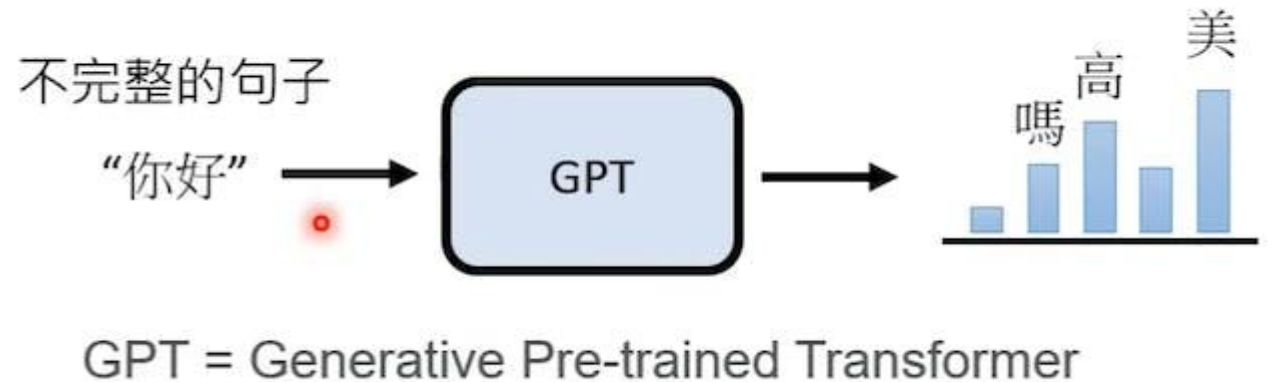 不完整的句子
“你好”
GPT
嗎
高
美
GPT = Generative Pre-trained Transformer